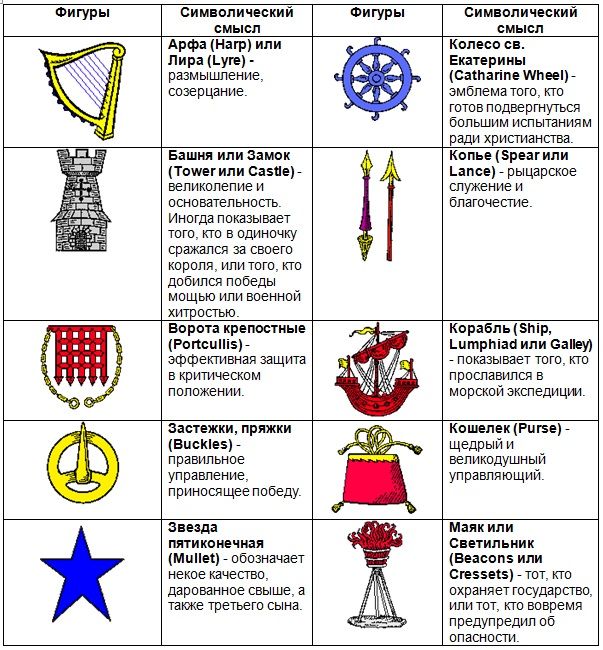 Фигуры
Символический
смысл
Фигуры
Символический
смысл
Арфа (Harp) или
Лира (Lyre) -
размышление,
созерцание.
Колесо св.
Екатерины
(Catharine Wheel) -
эмблема того, кто
готов подвергнуться
большим испытаниям
ради христианства.
Башня или Замок
(Tower или Castle) -
великолепие и
основательность.
Иногда показывает
того, кто в одиночку
сражался за своего
короля, или того, кто
добился победы
мощью или военной
хитростью.
Копье (Spear или
Lance) - рыцарское
служение и
благочестие.
Ворота крепостные
(Portcullis) -
эффективная защита
в критическом
положении.
Корабль (Ship,
Lumphiad или Galley)
- показывает того, кто
прославился в
морской экспедиции.
Застежки, пряжки
(Buckles) -
правильное
управление,
приносящее победу.
Кошелек (Purse) -
щедрый и
великодушный
управляющий.
Звезда
пятиконечная
(Mullet) - обозначает
некое качество,
дарованное свыше, а
также третьего сына.
Маяк или
Светильник
(Beacons или
Cressets) - тот, кто
охраняет государство,
или тот, кто вовремя
предупредил об
опасности.